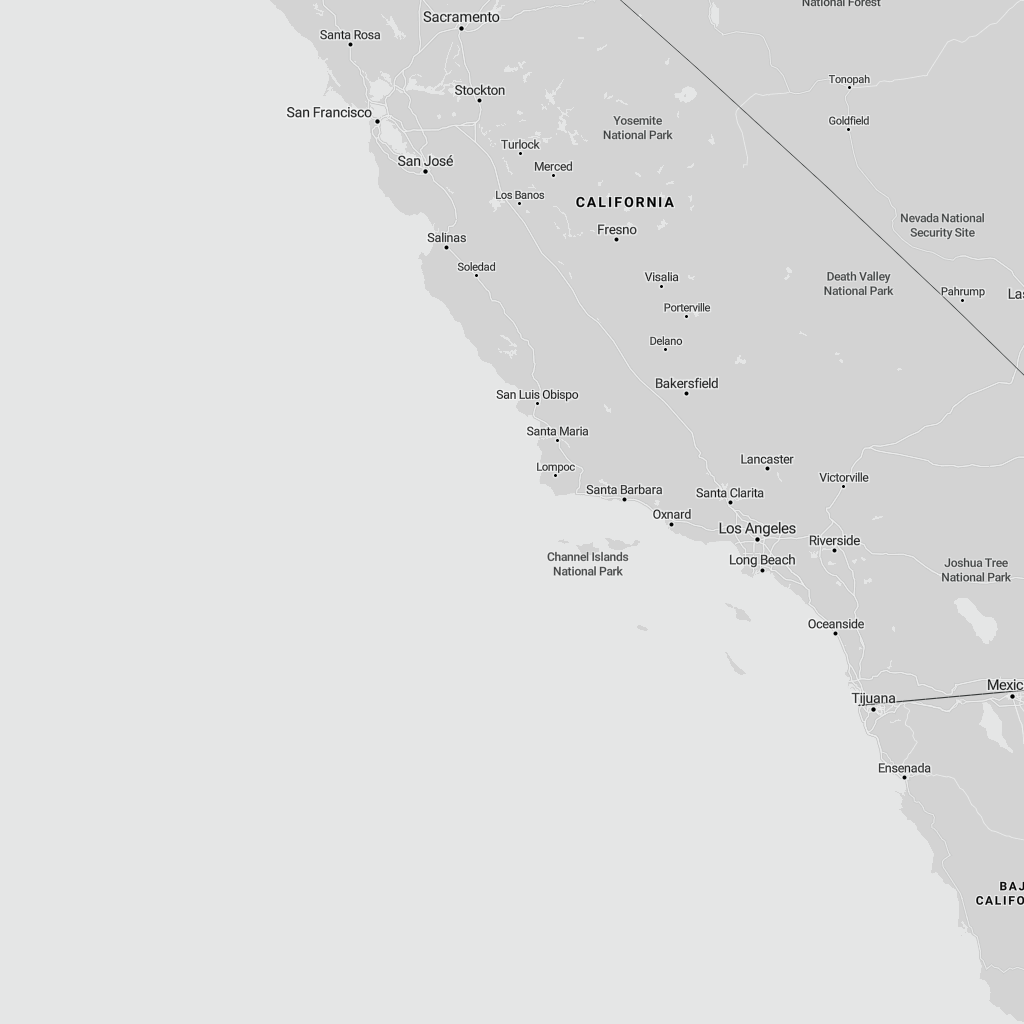 National Forest
Sacramento
Santa Rosa
Tonopah
Stockton
San Francisco
Yosemite
National Park
Goldfield
Turlock
San José
Merced
Los Banos
CALIFORNIA
Nevada National
Security Site
Fresno
Salinas
Soledad
Visalia
Death Valley
National Park
Pahrump
Las
Porterville
Delano
Bakersfield
San Luis Obispo
Santa Maria
Lancaster
Lompoc
Victorville
Santa Barbara
Santa Clarita
Oxnard
Los Angeles
Riverside
Channel Islands
National Park
Long Beach
Joshua Tree
National Park
Oceanside
Mexic
Tijuana
Ensenada
BAJ
CALIFO